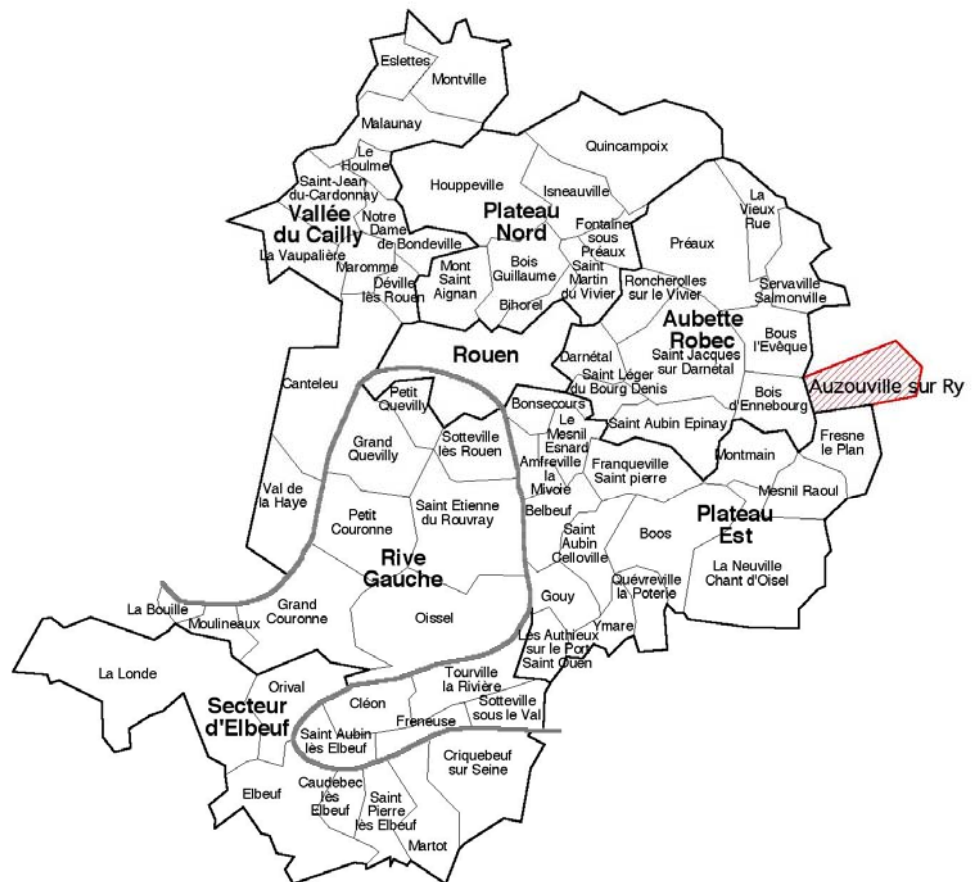 Eslettes
Montville
Malaunay
Le
Houlme
Saint-Jean
du-Cardonnay
Vallée
du Cailly
Notre
Dame
de Bondeville
La Vaupalière
Maromme
Déville
lès Rouen
Quincampoix
Houppeville
Isneauville
Plateau
Nord
Fontaine
sous
Préaux
Bois
Guillaume
Mont
Saint
Aignan
Bihorel
Saint
Martin
du Vivier
La
Vieux
Rue
Préaux
Roncherolles
sur le Vivier
Servaville
Salmonville
Aubette
Robec
Bous
l'Evêque
Rouen
Darnétal
Saint Jacques
sur Darnétal
Saint Léger
du Bourg Denis
Bois
d'Ennebourg
Auzouville sur Ry
Saint Aubin Epinay
Canteleu
Petit
Quevilly
Grand
Quevilly
Sotteville
lès Rouen
Bonsecours
Le
Mesnil
Esnard
Amfreville
la
Mivoie
Franqueville
Saint pierre
Montmain
Fresne
le Plan
Mesnil Raoul
Val de
la Haye
Petit
Couronne
Saint Etienne
du Rouvray
Belbeuf
Saint
Aubin
Celloville
Boos
Plateau
Est
Rive
Gauche
La Neuville
Chant d'Oisel
Quévreville
la Poterie
Gouy
Ymare
La Bouille
Moulineaux
Grand
Couronne
Oissel
Les Authieux
sur le Port
Saint Ouen
La Londe
Orival
Secteur
d'Elbeuf
Cléon
Tourville
la Rivière
Freneuse
Sotteville
sous le Val
Saint Aubin
lès Elbeuf
Criquebeuf
sur Seine
Elbeuf
Caudebec
lès
Elbeuf
Saint
Pierre
lès Elbeuf
Martot